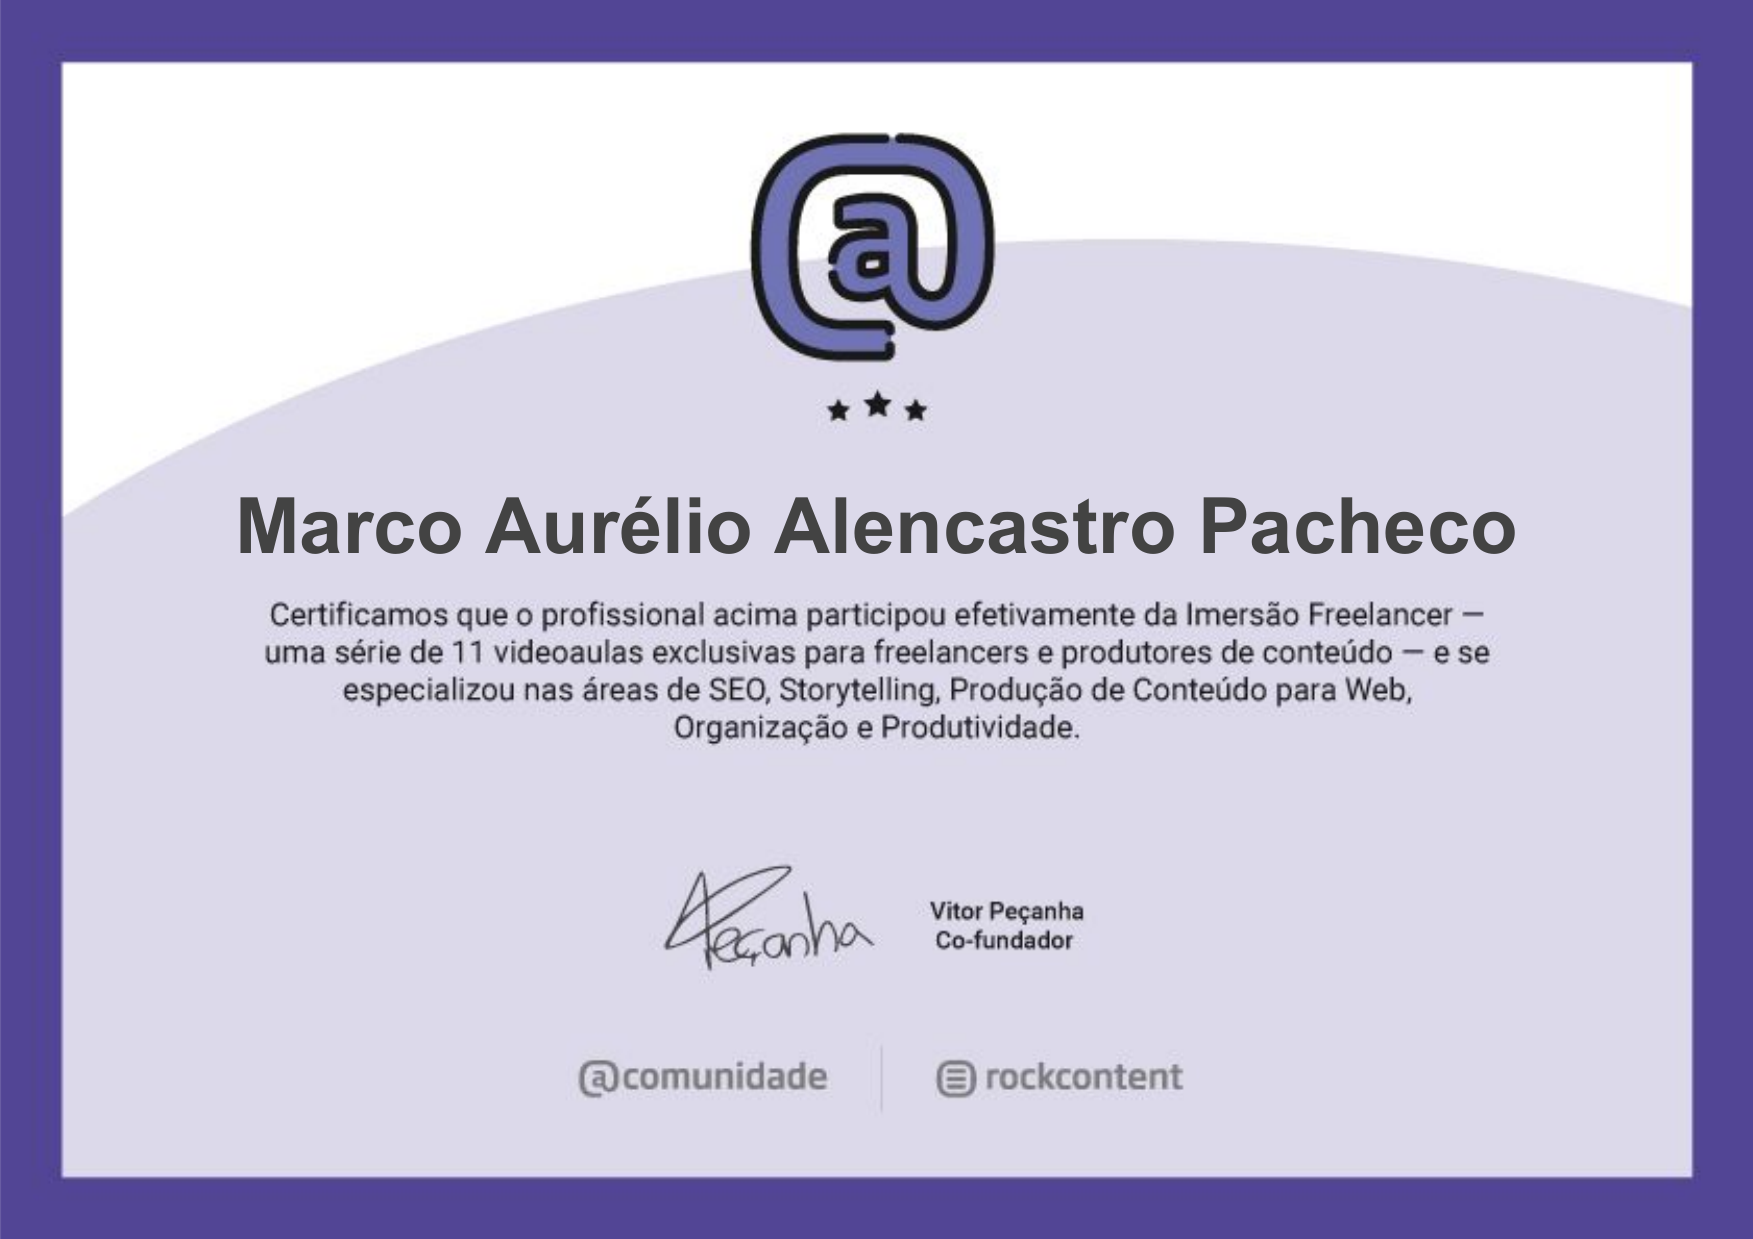 @
Marco Aurélio Alencastro Pacheco
Certificamos que o profissional acima participou efetivamente da Imersão Freelancer —
uma série de 11 videoaulas exclusivas para freelancers e produtores de conteúdo — e se
especializou nas áreas de SEO, Storytelling, Produção de Conteúdo para Web,
Organização e Produtividade.
Peçanha
Vitor Peçanha
Co-fundador
@comunidade
rockcontent